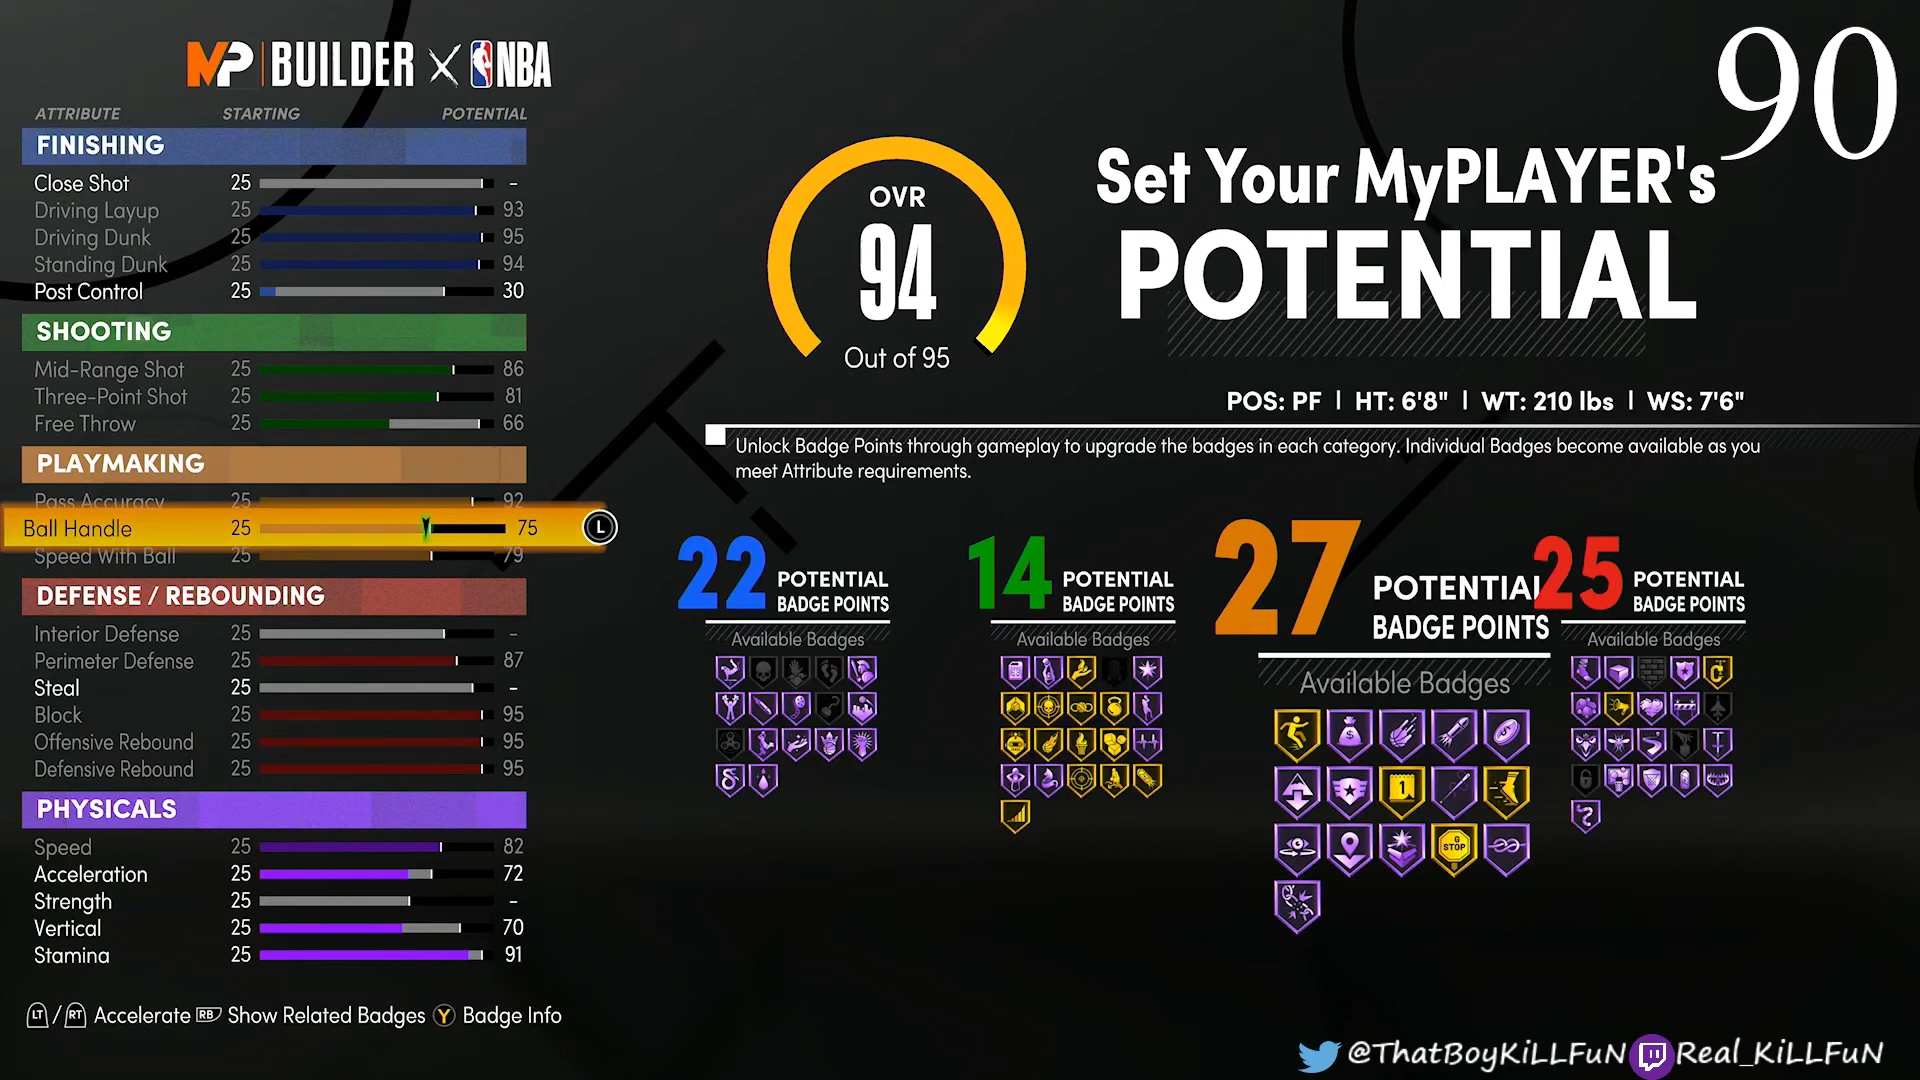 MP | BUILDER X NBA
90
ATTRIBUTE STARTING POTENTIAL
FINISHING
Close Shot 25 -
Driving Layup 25 93
Driving Dunk 25 95
Standing Dunk 25 94
Post Control 25 30
SHOOTING
Mid-Range Shot 25 86
Three-Point Shot 25 81
Free Throw 25 66
PLAYMAKING
Pass Accuracy 25 92
Ball Handle 25 75 L
Speed With Ball 25 79
DEFENSE / REBOUNDING
Interior Defense 25 -
Perimeter Defense 25 87
Steal 25 -
Block 25 95
Offensive Rebound 25 95
Defensive Rebound 25 95
PHYSICALS
Speed 25 82
Acceleration 25 72
Strength 25 -
Vertical 25 70
Stamina 25 91
LT / RT Accelerate RB Show Related Badges Y Badge Info
OVR
94
Out of 95
Set Your MyPLAYER's
POTENTIAL
POS: PF | HT: 6'8" | WT: 210 lbs | WS: 7'6"
Unlock Badge Points through gameplay to upgrade the badges in each category. Individual Badges become available as you
meet Attribute requirements.
22 POTENTIAL
BADGE POINTS
Available Badges
14 POTENTIAL
BADGE POINTS
Available Badges
27 POTENTIAL
BADGE POINTS
Available Badges
1
G
STOP
25 POTENTIAL
BADGE POINTS
Available Badges
@ThatBoyKiLLFuN Real_KiLLFuN